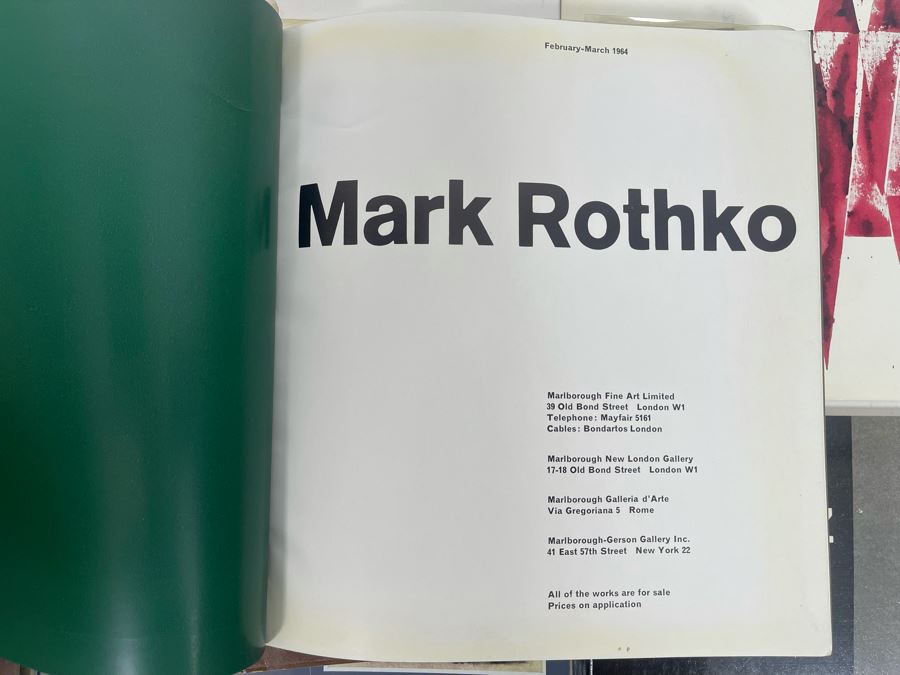 February-March 1964
Mark Rothko
Marlborough Fine Art Limited
39 Old Bond Street London W1
Telephone: Mayfair 5161
Cables: Bondartos London
Marlborough New London Gallery
17-18 Old Bond Street London W1
Marlborough Galleria d'Arte
Via Gregoriana 5 Rome
Marlborough-Gerson Gallery Inc.
41 East 57th Street New York 22
All of the works are for sale
Prices on application